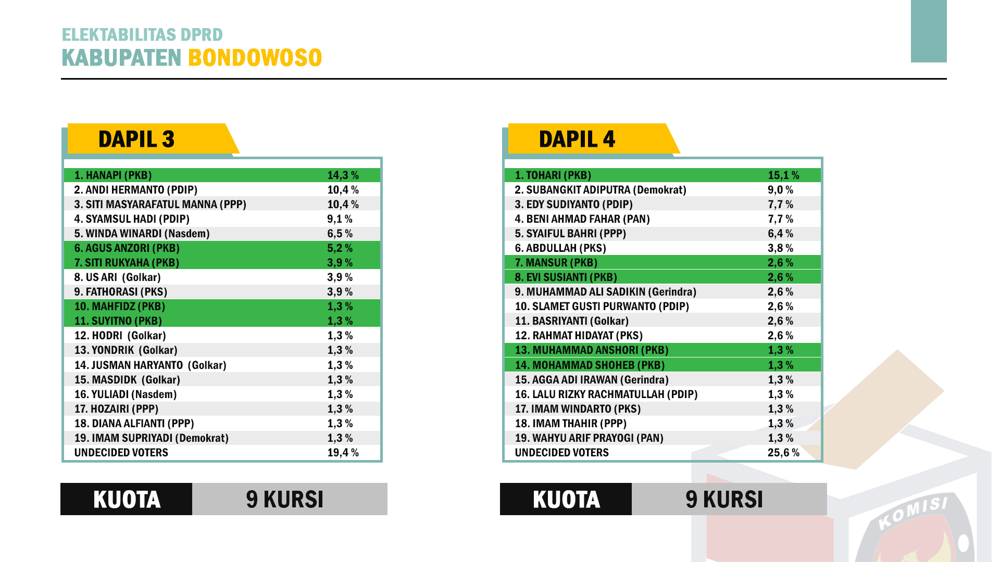 ELEKTABILITAS DPRD
KABUPATEN BONDOWOSO
DAPIL 3
1. HANAPI (PKB) 14,3 %
2. ANDI HERMANTO (PDIP) 10,4 %
3. SITI MASYARAFATUL MANNA (PPP) 10,4 %
4. SYAMSUL HADI (PDIP) 9,1 %
5. WINDA WINARDI (Nasdem) 6,5 %
6. AGUS ANZORI (PKB) 5,2 %
7. SITI RUKYAHA (PKB) 3,9 %
8. US ARI (Golkar) 3,9 %
9. FATHORASI (PKS) 3,9 %
10. MAHFIDZ (PKB) 1,3 %
11. SUYITNO (PKB) 1,3 %
12. HODRI (Golkar) 1,3 %
13. YONDRIK (Golkar) 1,3 %
14. JUSMAN HARYANTO (Golkar) 1,3 %
15. MASDIDK (Golkar) 1,3 %
16. YULIADI (Nasdem) 1,3 %
17. HOZAIRI (PPP) 1,3 %
18. DIANA ALFIANTI (PPP) 1,3 %
19. IMAM SUPRIYADI (Demokrat) 1,3 %
UNDECIDED VOTERS 19,4 %
KUOTA 9 KURSI
DAPIL 4
1. TOHARI (PKB) 15,1 %
2. SUBANGKIT ADIPUTRA (Demokrat) 9,0 %
3. EDY SUDIYANTO (PDIP) 7,7 %
4. BENI AHMAD FAHAR (PAN) 7,7 %
5. SYAIFUL BAHRI (PPP) 6,4 %
6. ABDULLAH (PKS) 3,8 %
7. MANSUR (PKB) 2,6 %
8. EVI SUSIANTI (PKB) 2,6 %
9. MUHAMMAD ALI SADIKIN (Gerindra) 2,6 %
10. SLAMET GUSTI PURWANTO (PDIP) 2,6 %
11. BASRIYANTI (Golkar) 2,6 %
12. RAHMAT HIDAYAT (PKS) 2,6 %
13. MUHAMMAD ANSHORI (PKB) 1,3 %
14. MOHAMMAD SHOHEB (PKB) 1,3 %
15. AGGA ADI IRAWAN (Gerindra) 1,3 %
16. LALU RIZKY RACHMATULLAH (PDIP) 1,3 %
17. IMAM WINDARTO (PKS) 1,3 %
18. IMAM THAHIR (PPP) 1,3 %
19. WAHYU ARIF PRAYOGI (PAN) 1,3 %
UNDECIDED VOTERS 25,6 %
KUOTA 9 KURSI
KOMISI